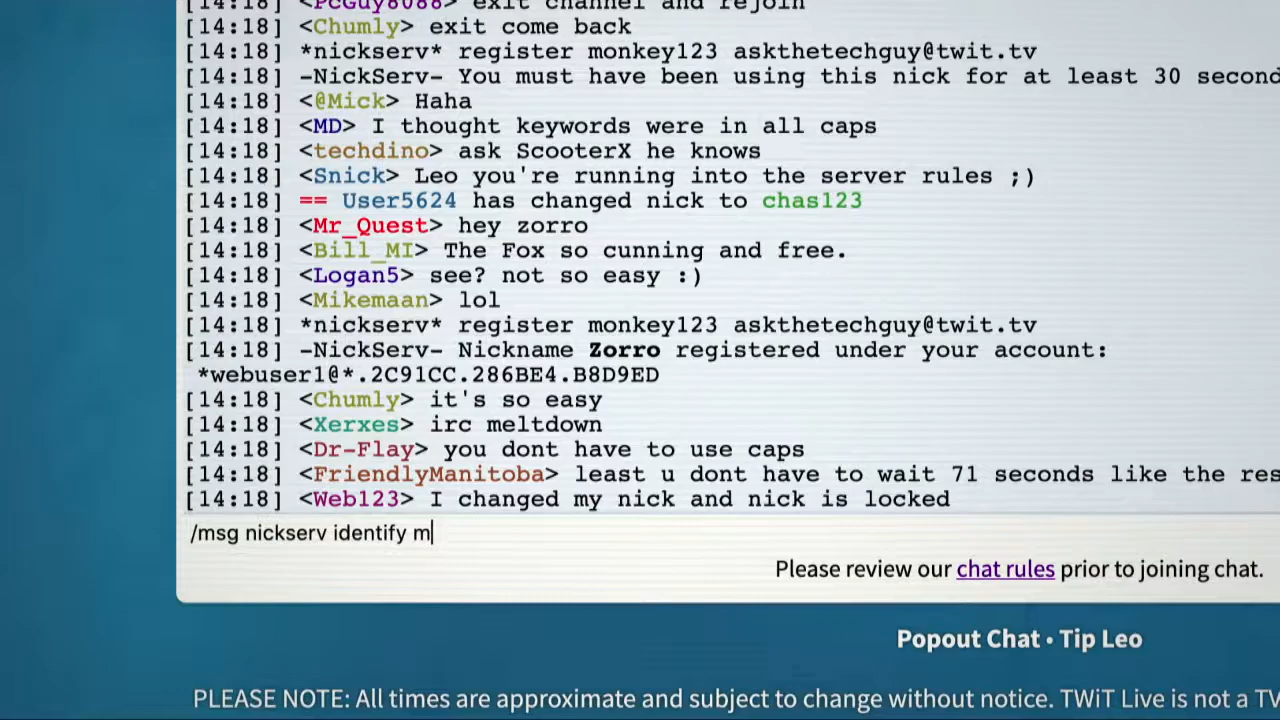 [14:18] <PcGuy8088> exit channel and rejoin
[14:18] <Chumly> exit come back
[14:18] *nickserv* register monkey123 askthetechguy@twit.tv
[14:18] -NickServ- You must have been using this nick for at least 30 second
[14:18] <@Mick> Haha
[14:18] <MD> I thought keywords were in all caps
[14:18] <techdino> ask ScooterX he knows
[14:18] <Snick> Leo you're running into the server rules ;)
[14:18] == User5624 has changed nick to chas123
[14:18] <Mr_Quest> hey zorro
[14:18] <Bill_MI> The Fox so cunning and free.
[14:18] <Logan5> see? not so easy :)
[14:18] <Mikemaan> lol
[14:18] *nickserv* register monkey123 askthetechguy@twit.tv
[14:18] -NickServ- Nickname Zorro registered under your account:
*webuser1@*.2C91CC.286BE4.B8D9ED
[14:18] <Chumly> it's so easy
[14:18] <Xerxes> irc meltdown
[14:18] <Dr-Flay> you dont have to use caps
[14:18] <FriendlyManitoba> least u dont have to wait 71 seconds like the res
[14:18] <Web123> I changed my nick and nick is locked
/msg nickserv identify m
Please review our chat rules prior to joining chat.
Popout Chat • Tip Leo
PLEASE NOTE: All times are approximate and subject to change without notice. TWiT Live is not a TV